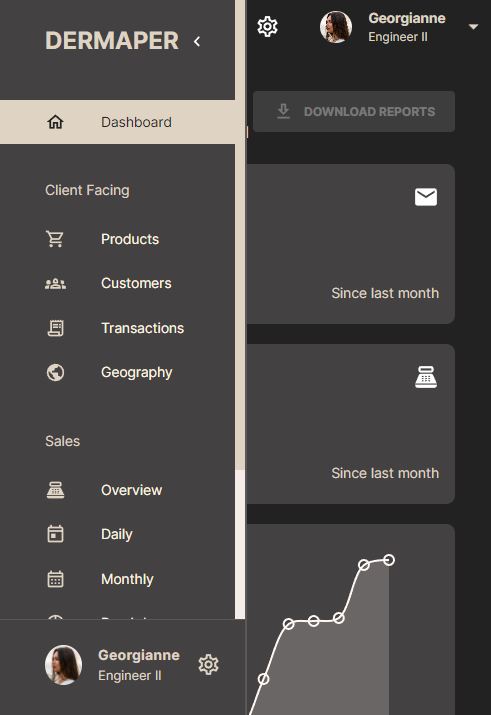 DERMAPER
Dashboard
Client Facing
Products
Customers
Transactions
Geography
Sales
Overview
Daily
Monthly
Georgianne
Engineer II
Georgianne
Engineer II
DOWNLOAD REPORTS
Since last month
Since last month